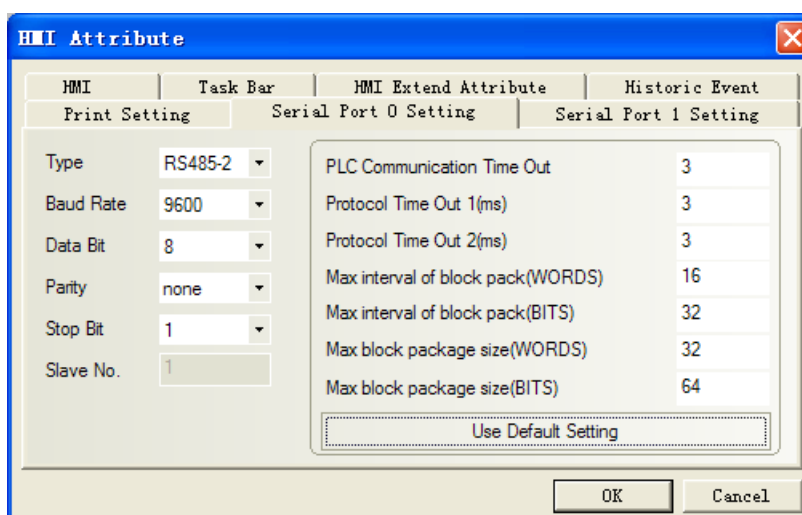 HMI Attribute
HMI
Task Bar
HMI Extend Attribute
Historic Event
Print Setting
Serial Port 0 Setting
Serial Port 1 Setting
Type RS485-2
Baud Rate 9600
Data Bit 8
Parity none
Stop Bit 1
Slave No. 1
PLC Communication Time Out 3
Protocol Time Out 1(ms) 3
Protocol Time Out 2(ms) 3
Max interval of block pack(WORDS) 16
Max interval of block pack(BITS) 32
Max block package size(WORDS) 32
Max block package size(BITS) 64
Use Default Setting
OK
Cancel